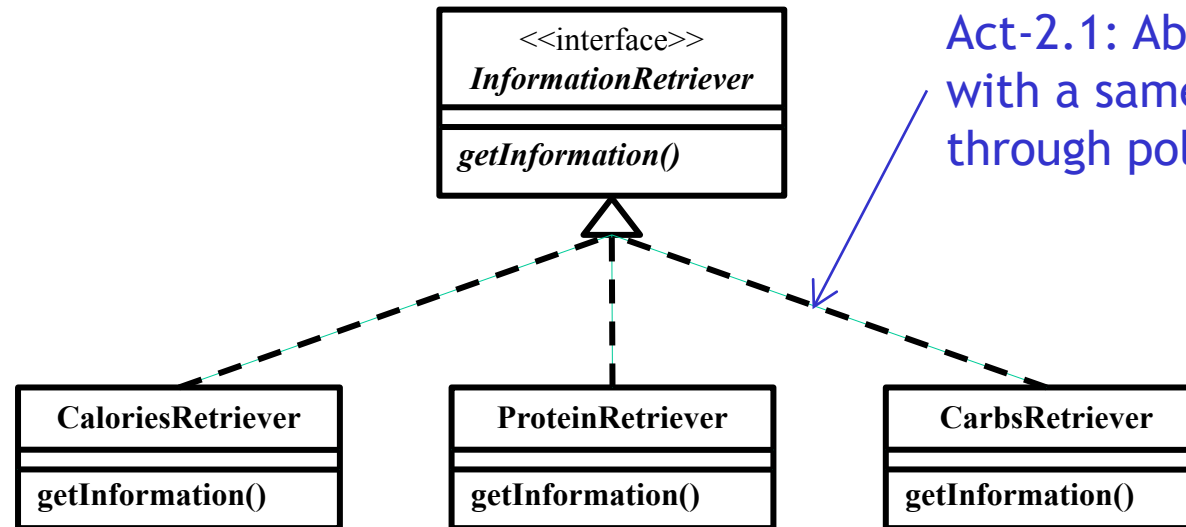 <<interface>>
InformationRetriever
getInformation()
Act-2.1: Ab
with a same
through pol
CaloriesRetriever
getInformation()
ProteinRetriever
getInformation()
CarbsRetriever
getInformation()